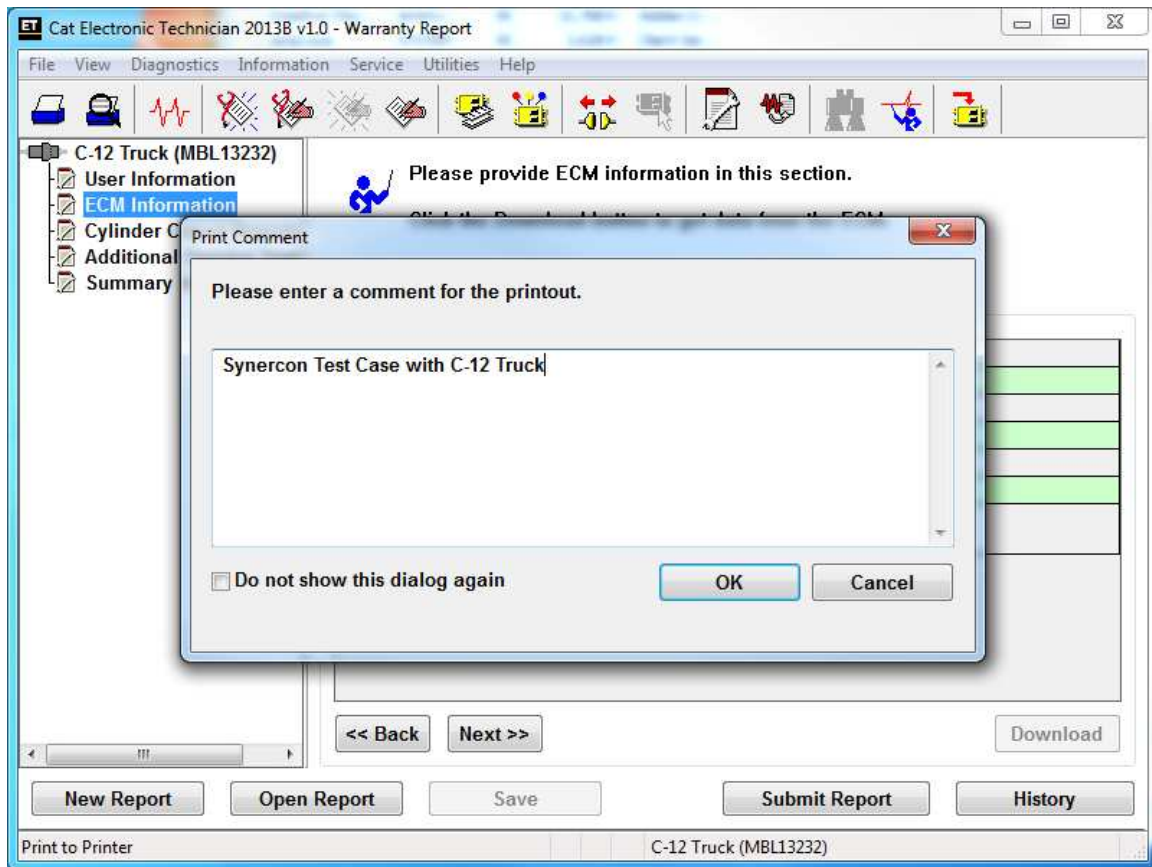 ET Cat Electronic Technician 2013B v1.0 - Warranty Report
File View Diagnostics Information Service Utilities Help
C-12 Truck (MBL13232)
User Information
ECM Information
Cylinder C
Additional
Summary
Please provide ECM information in this section.
Print Comment
Please enter a comment for the printout.
Synercon Test Case with C-12 Truck
Do not show this dialog again
OK Cancel
<< Back Next >> Download
New Report Open Report Save Submit Report History
Print to Printer C-12 Truck (MBL13232)